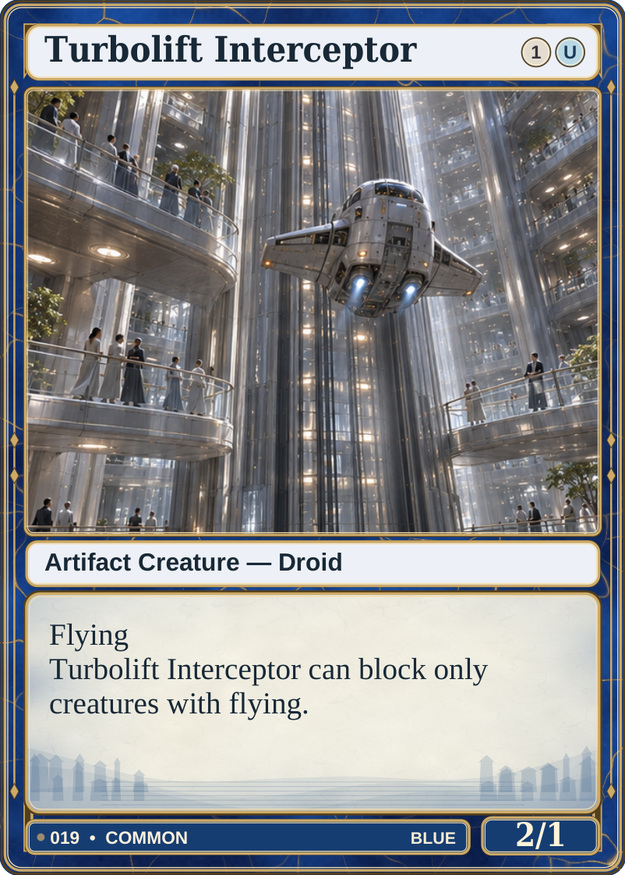 Turbolift Interceptor 1 U
Artifact Creature — Droid
Flying
Turbolift Interceptor can block only
creatures with flying.
019 • COMMON BLUE 2/1